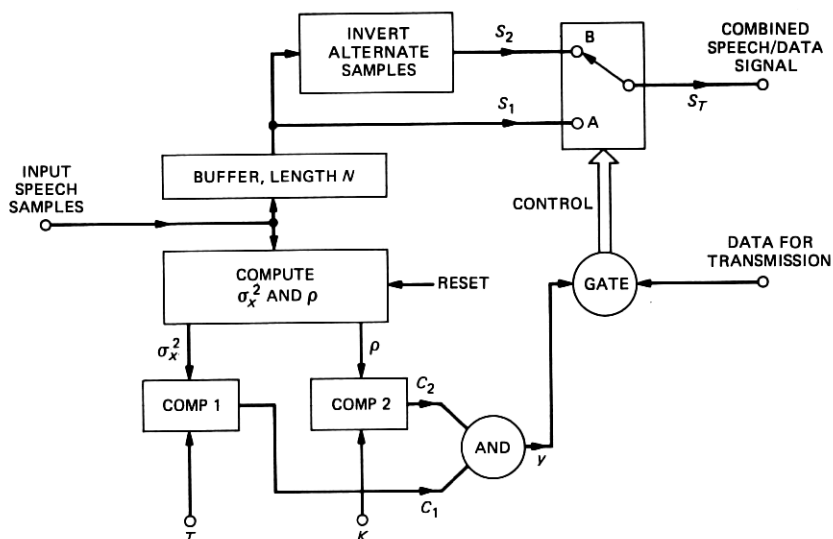 INVERT
ALTERNATE
SAMPLES
S2
B
COMBINED
SPEECH/DATA
SIGNAL
ST
S1
A
BUFFER, LENGTH N
INPUT
SPEECH
SAMPLES
CONTROL
DATA FOR
TRANSMISSION
COMPUTE
σx² AND ρ
RESET
GATE
σx²
ρ
COMP 1
COMP 2
C2
AND
y
C1
T
K